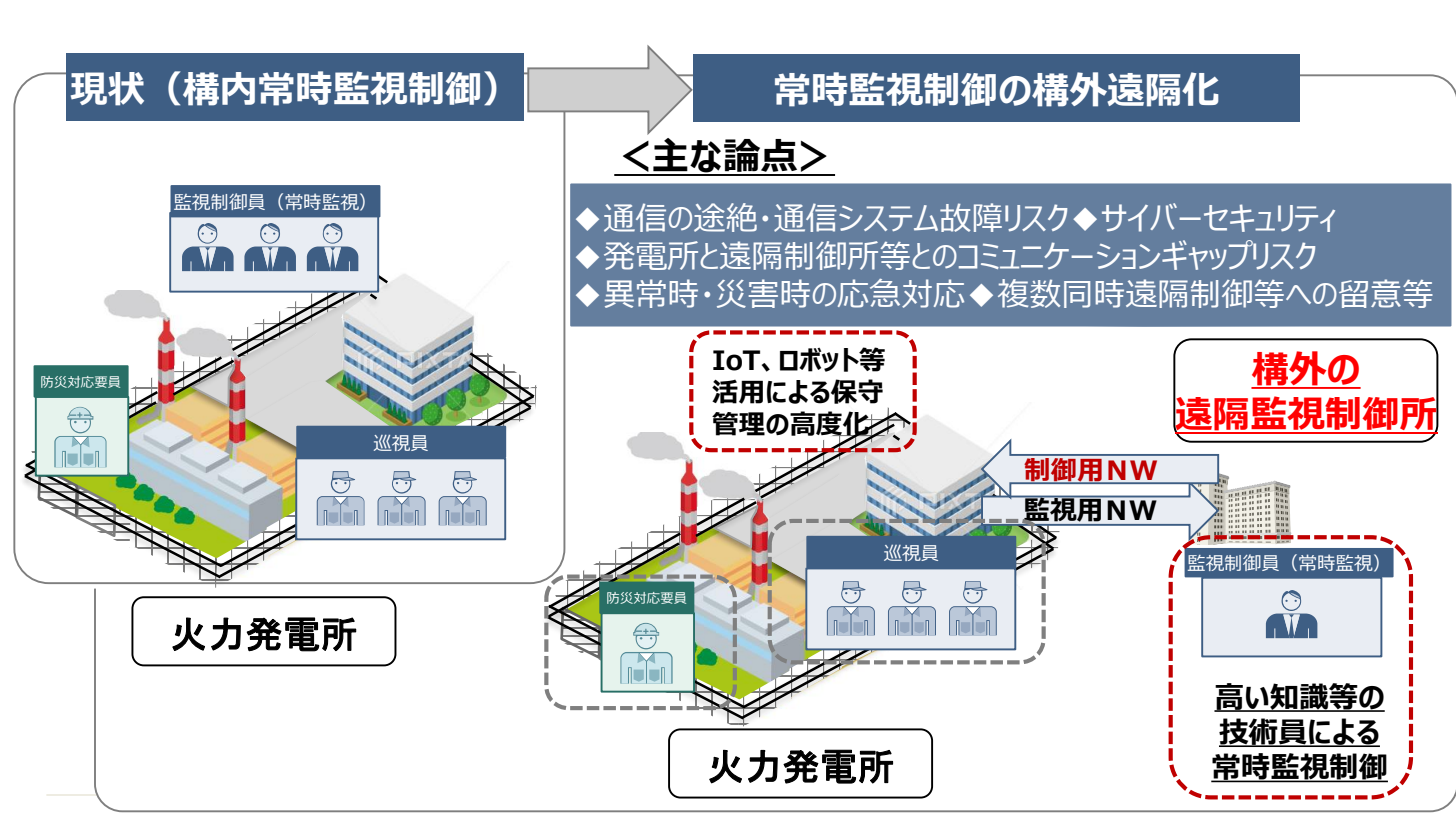 現状（構内常時監視制御）
監視制御員（常時監視）
防災対応要員
巡視員
火力発電所
常時監視制御の構外遠隔化
＜主な論点＞
◆通信の途絶・通信システム故障リスク◆サイバーセキュリティ
◆発電所と遠隔制御所等とのコミュニケーションギャップリスク
◆異常時・災害時の応急対応◆複数同時遠隔制御等への留意等
IoT、ロボット等
活用による保守
管理の高度化
構外の
遠隔監視制御所
制御用ＮＷ
監視用ＮＷ
巡視員
防災対応要員
監視制御員（常時監視）
高い知識等の
技術員による
常時監視制御
火力発電所